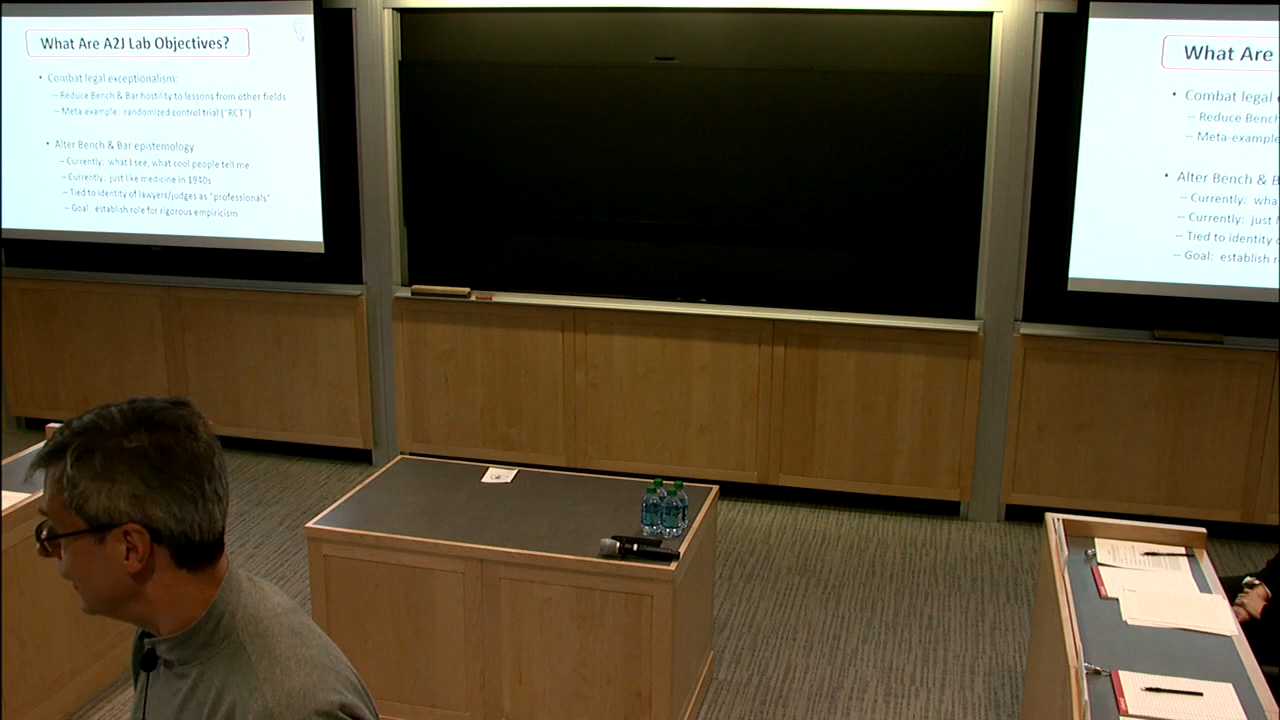 What Are A2J Lab Objectives?
• Combat legal exceptionalism:
– Reduce Bench & Bar hostility to lessons from other fields
– Meta example: randomized control trial ("RCT")
• Alter Bench & Bar epistemology
– Currently: what I see, what cool people tell me
– Currently: just like medicine in 1940s
– Tied to identity of lawyers/judges as "professionals"
– Goal: establish role for rigorous empiricism
What Are
• Combat legal
– Reduce Bench
– Meta-example
• Alter Bench & B
– Currently: wha
– Currently: just
– Tied to identity
– Goal: establish r